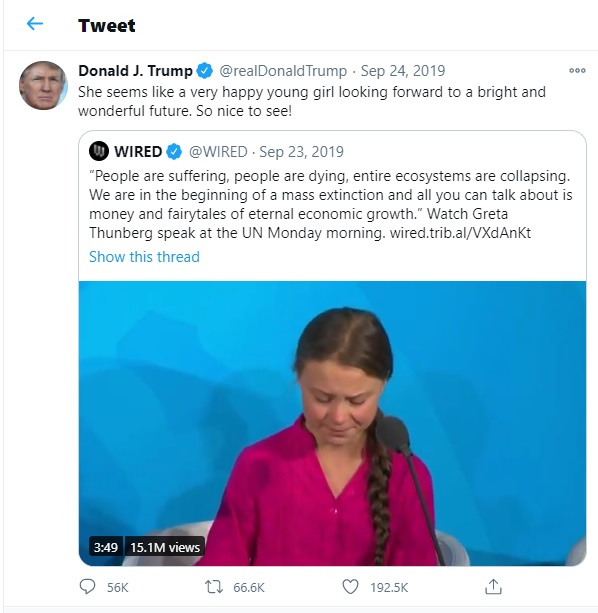 Tweet
Donald J. Trump @realDonaldTrump · Sep 24, 2019
She seems like a very happy young girl looking forward to a bright and
wonderful future. So nice to see!
WIRED @WIRED · Sep 23, 2019
“People are suffering, people are dying, entire ecosystems are collapsing.
We are in the beginning of a mass extinction and all you can talk about is
money and fairytales of eternal economic growth.” Watch Greta
Thunberg speak at the UN Monday morning. wired.trib.al/VXdAnKt
Show this thread
3:49 15.1M views
56K 66.6K 192.5K